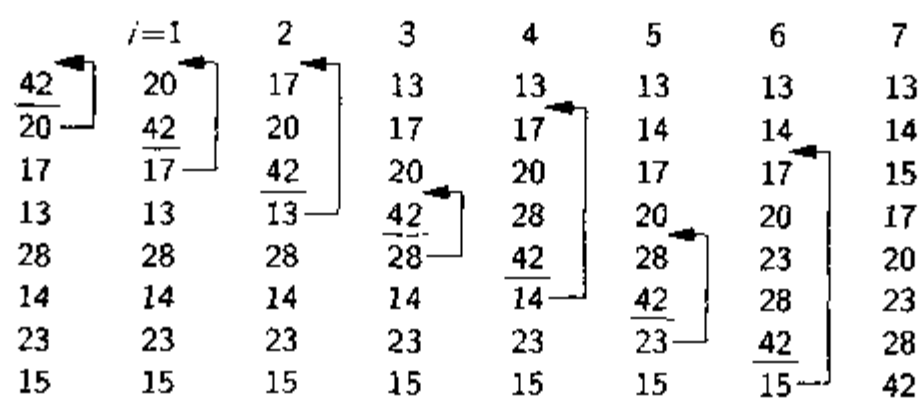 i=1 2 3 4 5 6 7
42 20 17 13 13 13 13 13
20 42 20 17 17 14 14 14
17 17 42 20 20 17 17 15
13 13 13 42 28 20 20 17
28 28 28 28 42 28 23 20
14 14 14 14 14 42 28 23
23 23 23 23 23 23 42 28
15 15 15 15 15 15 15 42